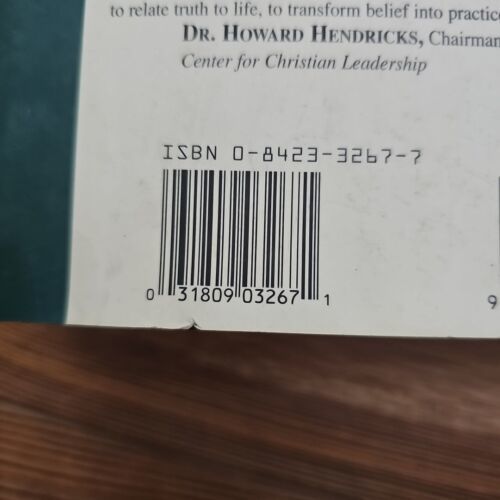 to relate truth to life, to transform belief into practice
DR. HOWARD HENDRICKS, Chairman
Center for Christian Leadership
ISBN 0-8423-3267-7
0 31809 03267 1
9